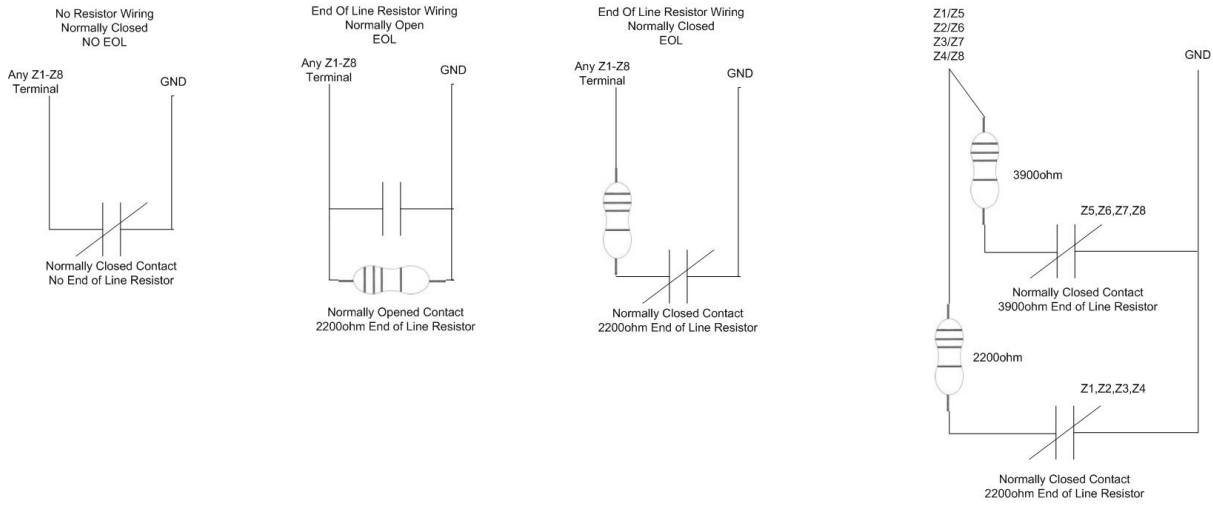 No Resistor Wiring
Normally Closed
NO EOL
Any Z1-Z8
Terminal
GND
Normally Closed Contact
No End of Line Resistor
End Of Line Resistor Wiring
Normally Open
EOL
Any Z1-Z8
Terminal
GND
Normally Opened Contact
2200ohm End of Line Resistor
End Of Line Resistor Wiring
Normally Closed
EOL
Any Z1-Z8
Terminal
GND
Normally Closed Contact
2200ohm End of Line Resistor
Z1/Z5
Z2/Z6
Z3/Z7
Z4/Z8
GND
3900ohm
Z5,Z6,Z7,Z8
Normally Closed Contact
3900ohm End of Line Resistor
2200ohm
Z1,Z2,Z3,Z4
Normally Closed Contact
2200ohm End of Line Resistor